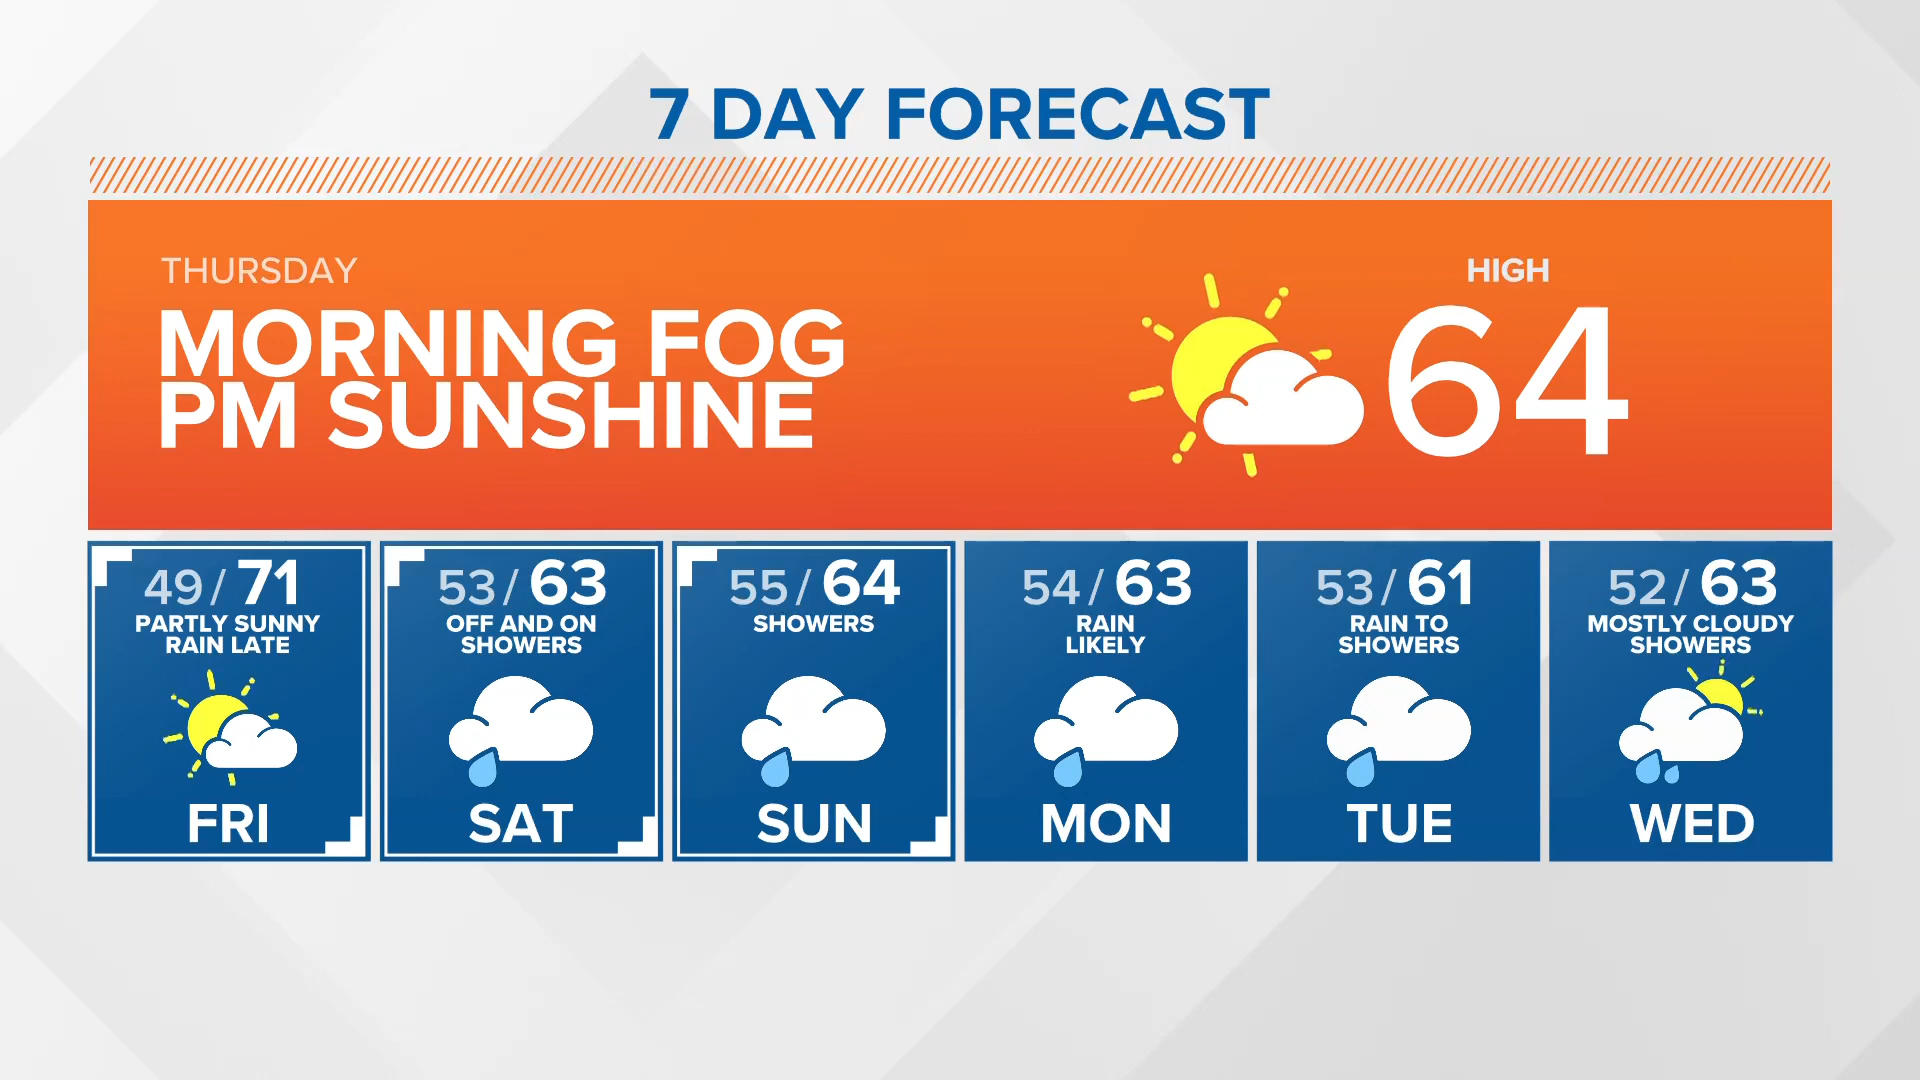 7 DAY FORECAST
THURSDAY
MORNING FOG
PM SUNSHINE
HIGH
64
49/71
PARTLY SUNNY
RAIN LATE
FRI
53/63
OFF AND ON
SHOWERS
SAT
55/64
SHOWERS
SUN
54/63
RAIN
LIKELY
MON
53/61
RAIN TO
SHOWERS
TUE
52/63
MOSTLY CLOUDY
SHOWERS
WED